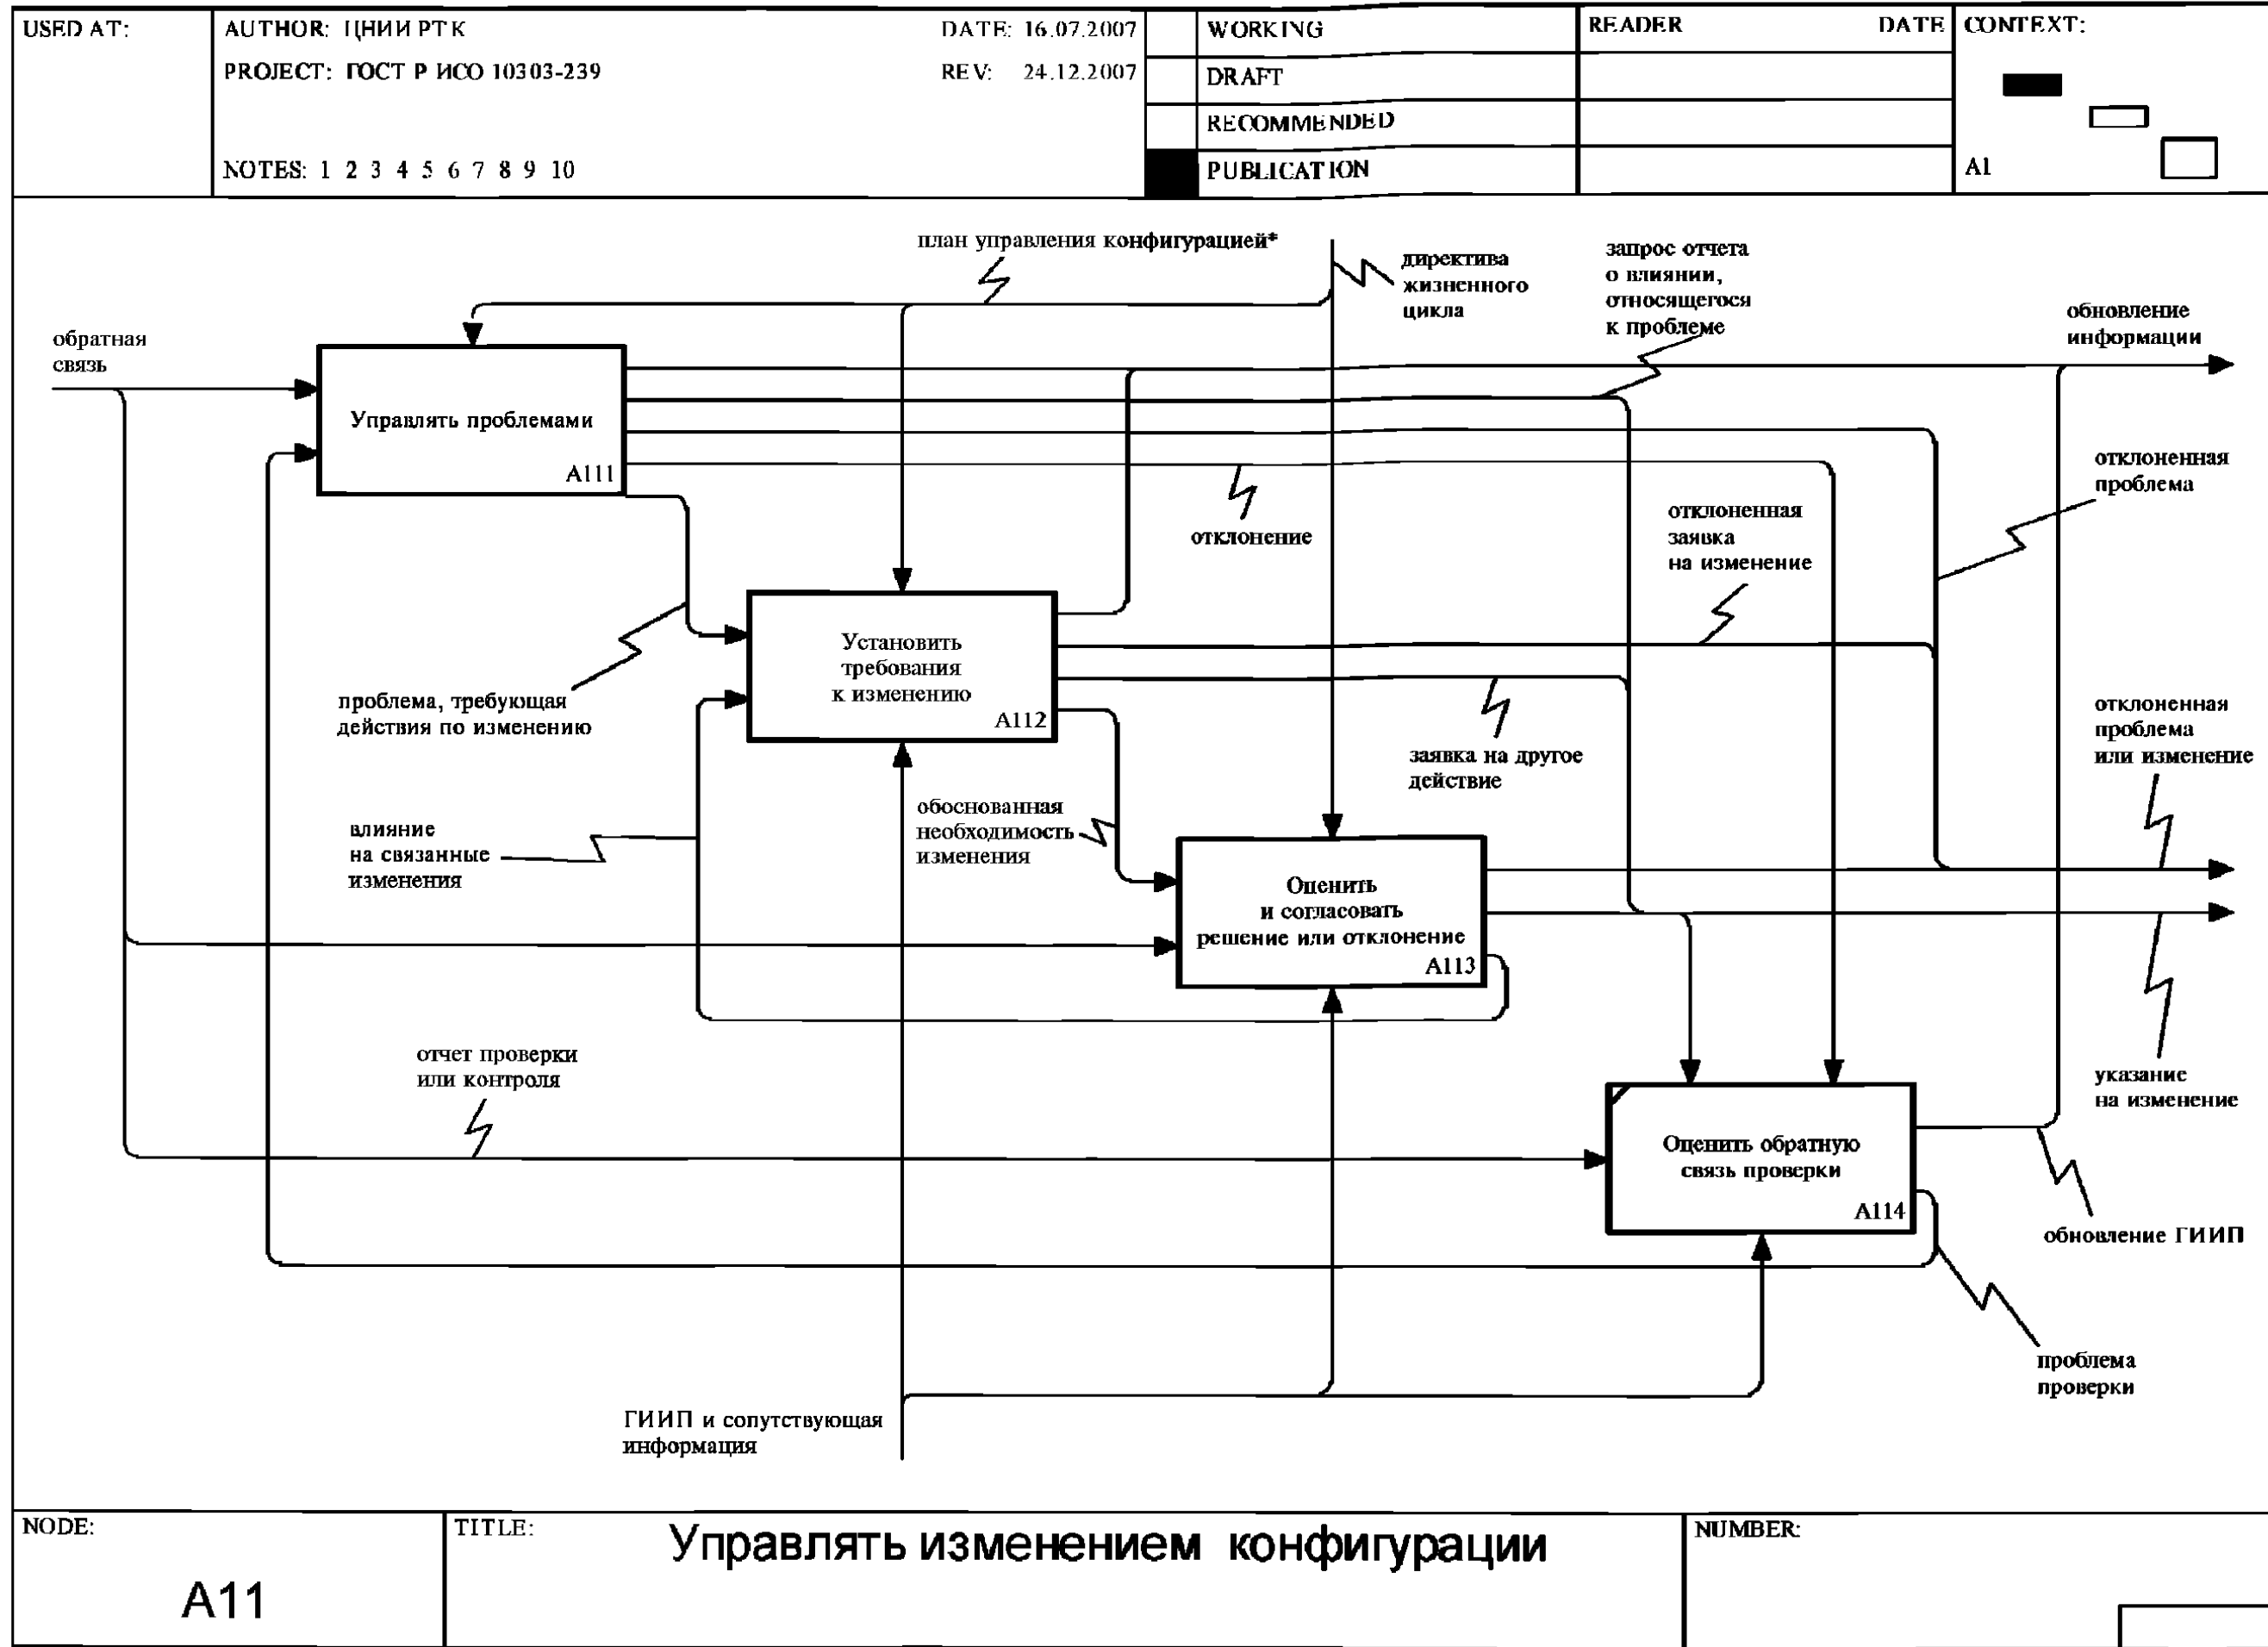 USED AT:
AUTHOR: ЦНИИ РТК
DATE: 16.07.2007
PROJECT: ГОСТ Р ИСО 10303-239
REV: 24.12.2007
NOTES: 1 2 3 4 5 6 7 8 9 10
WORKING
DRAFT
RECOMMENDED
PUBLICATION
READER
DATE
CONTEXT:
A1
план управления конфигурацией*
директива
жизненного
цикла
запрос отчета
о влиянии,
относящегося
к проблеме
обновление
информации
обратная
связь
Управлять проблемами
A111
отклоненная
проблема
отклонение
отклоненная
заявка
на изменение
Установить
требования
к изменению
A112
проблема, требующая
действия по изменению
отклоненная
проблема
или изменение
заявка на другое
действие
обоснованная
необходимость
изменения
влияние
на связанные
изменения
Оценить
и согласовать
решение или отклонение
A113
отчет проверки
или контроля
указание
на изменение
Оценить обратную
связь проверки
A114
обновление ГИИП
проблема
проверки
ГИИП и сопутствующая
информация
NODE:
A11
TITLE:
Управлять изменением конфигурации
NUMBER: